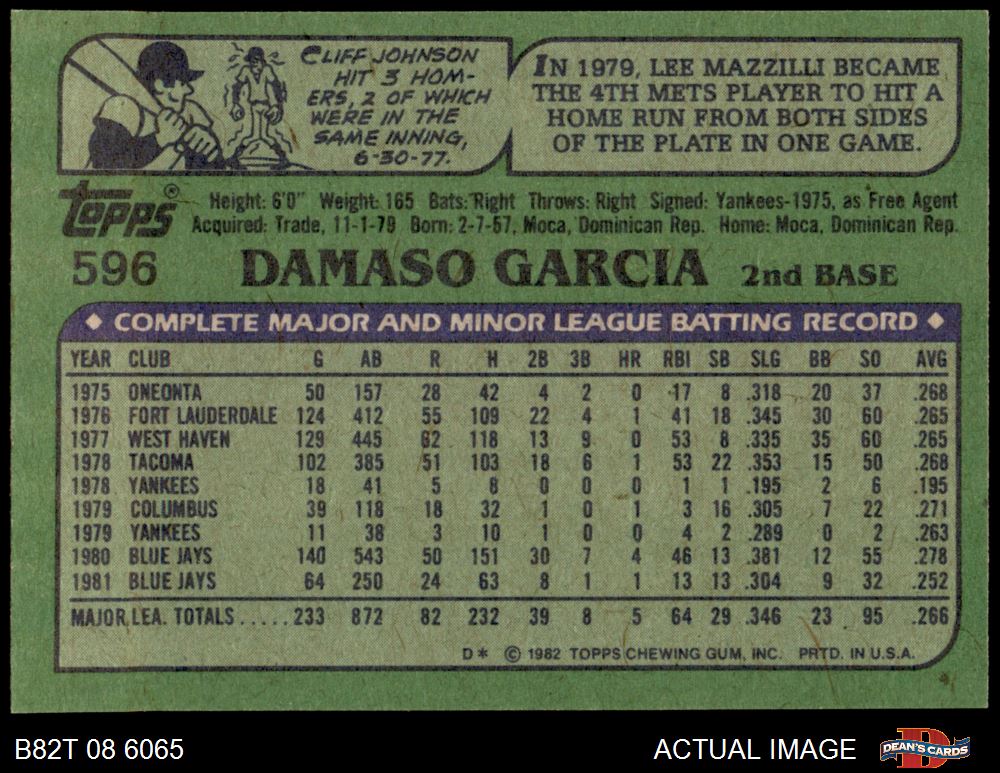 CLIFF JOHNSON
HIT 3 HOM-
ERS, 2 OF WHICH
WERE IN THE
SAME INNING,
6-30-77.
IN 1979, LEE MAZZILLI BECAME
THE 4TH METS PLAYER TO HIT A
HOME RUN FROM BOTH SIDES
OF THE PLATE IN ONE GAME.
Topps®
Height: 6'0" Weight: 165 Bats: Right Throws: Right Signed: Yankees-1975, as Free Agent
Acquired: Trade, 11-1-79 Born: 2-7-57, Moca, Dominican Rep. Home: Moca, Dominican Rep.
596 DAMASO GARCIA 2nd BASE
◆ COMPLETE MAJOR AND MINOR LEAGUE BATTING RECORD ◆
YEAR CLUB G AB R H 2B 3B HR RBI SB SLG BB SO AVG
1975 ONEONTA 50 157 28 42 4 2 0 17 8 .318 20 37 .268
1976 FORT LAUDERDALE 124 412 55 109 22 4 1 41 18 .345 30 60 .265
1977 WEST HAVEN 129 445 62 118 13 9 0 53 8 .335 35 60 .265
1978 TACOMA 102 385 51 103 18 6 1 53 22 .353 15 50 .268
1978 YANKEES 18 41 5 8 0 0 0 1 1 .195 2 6 .195
1979 COLUMBUS 39 118 18 32 1 0 1 3 16 .305 7 22 .271
1979 YANKEES 11 38 3 10 1 0 0 4 2 .289 0 2 .263
1980 BLUE JAYS 140 543 50 151 30 7 4 46 13 .381 12 55 .278
1981 BLUE JAYS 64 250 24 63 8 1 1 13 13 .304 9 32 .252
MAJOR LEA. TOTALS.....233 872 82 232 39 8 5 64 29 .346 23 95 .266
D* © 1982 TOPPS CHEWING GUM, INC. PRTD. IN U.S.A.
B82T 08 6065 ACTUAL IMAGE DEAN'S CARDS